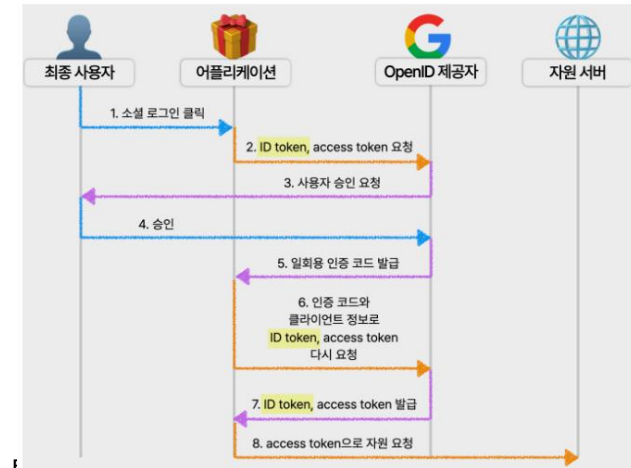 최종 사용자
어플리케이션
OpenID 제공자
자원 서버
1. 소셜 로그인 클릭
2. ID token, access token 요청
3. 사용자 승인 요청
4. 승인
5. 일회용 인증 코드 발급
6. 인증 코드와
클라이언트 정보로
ID token, access token
다시 요청
7. ID token, access token 발급
8. access token으로 자원 요청